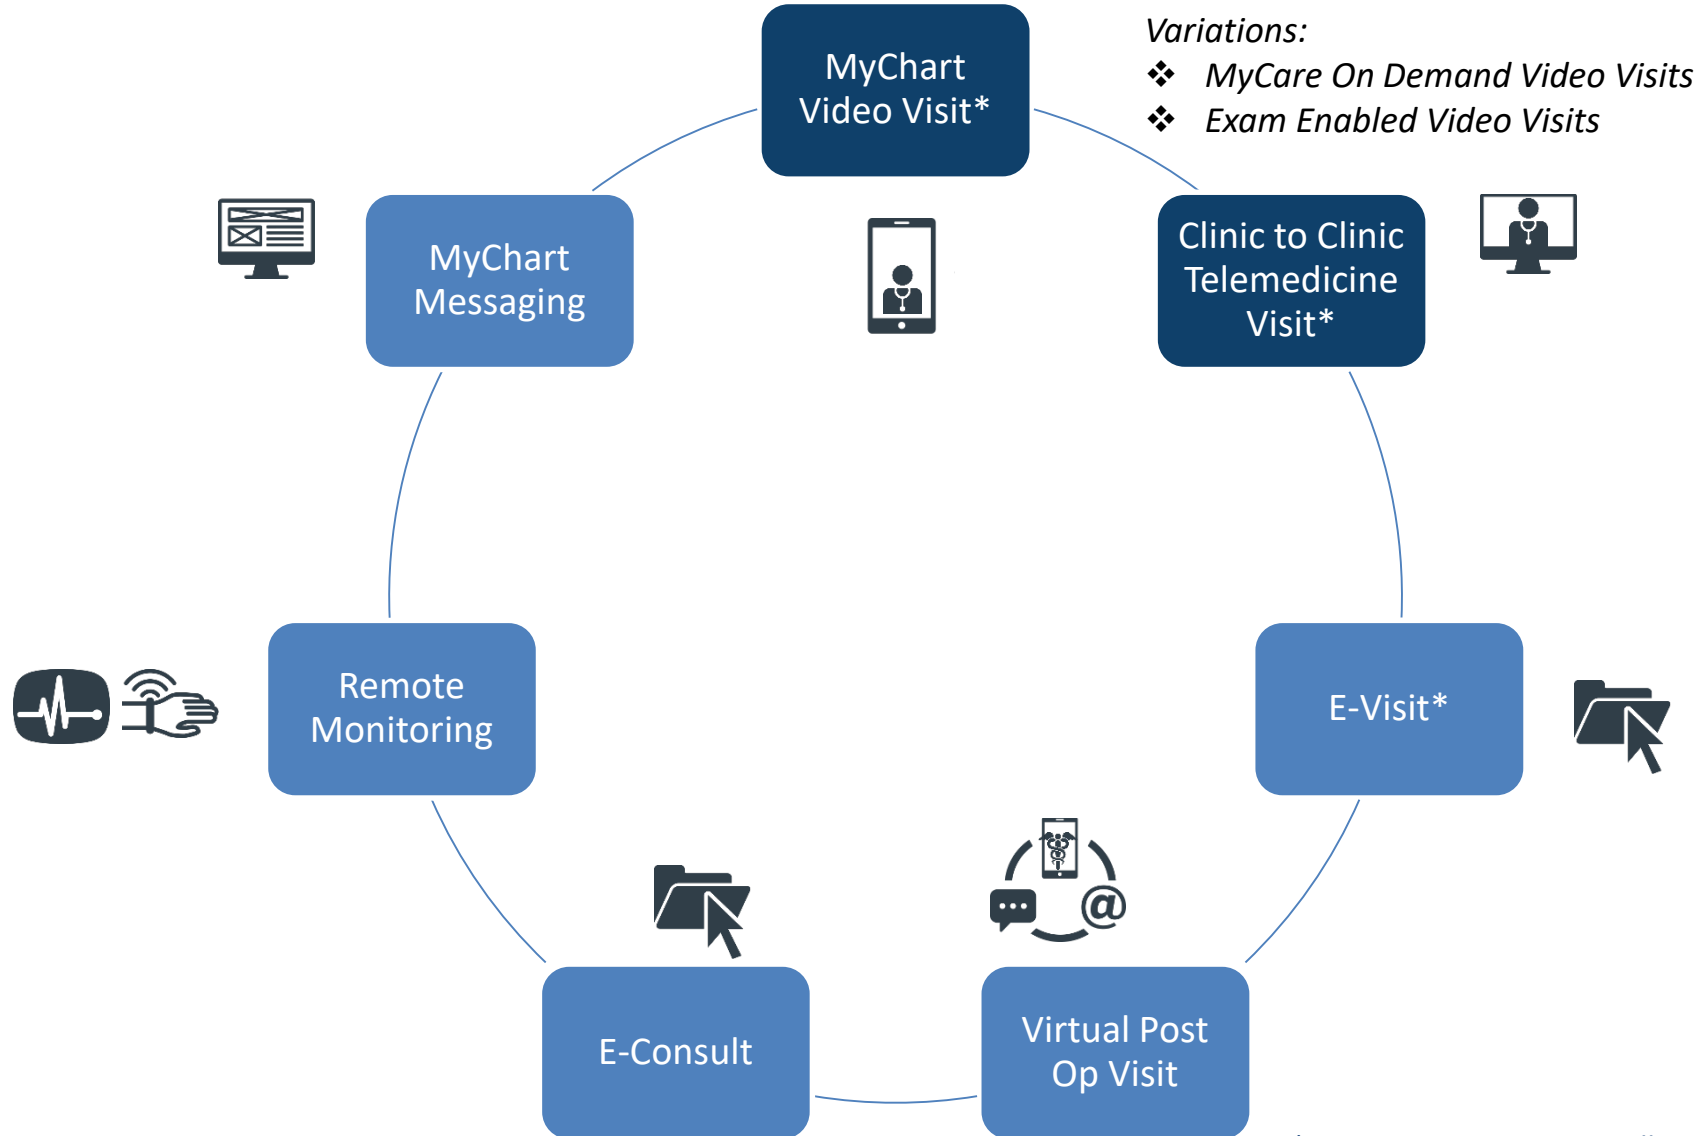 MyChart
Video Visit*
Variations:
❖ MyCare On Demand Video Visits
❖ Exam Enabled Video Visits
Clinic to Clinic
Telemedicine
Visit*
MyChart
Messaging
Remote
Monitoring
E-Visit*
@
E-Consult
Virtual Post
Op Visit